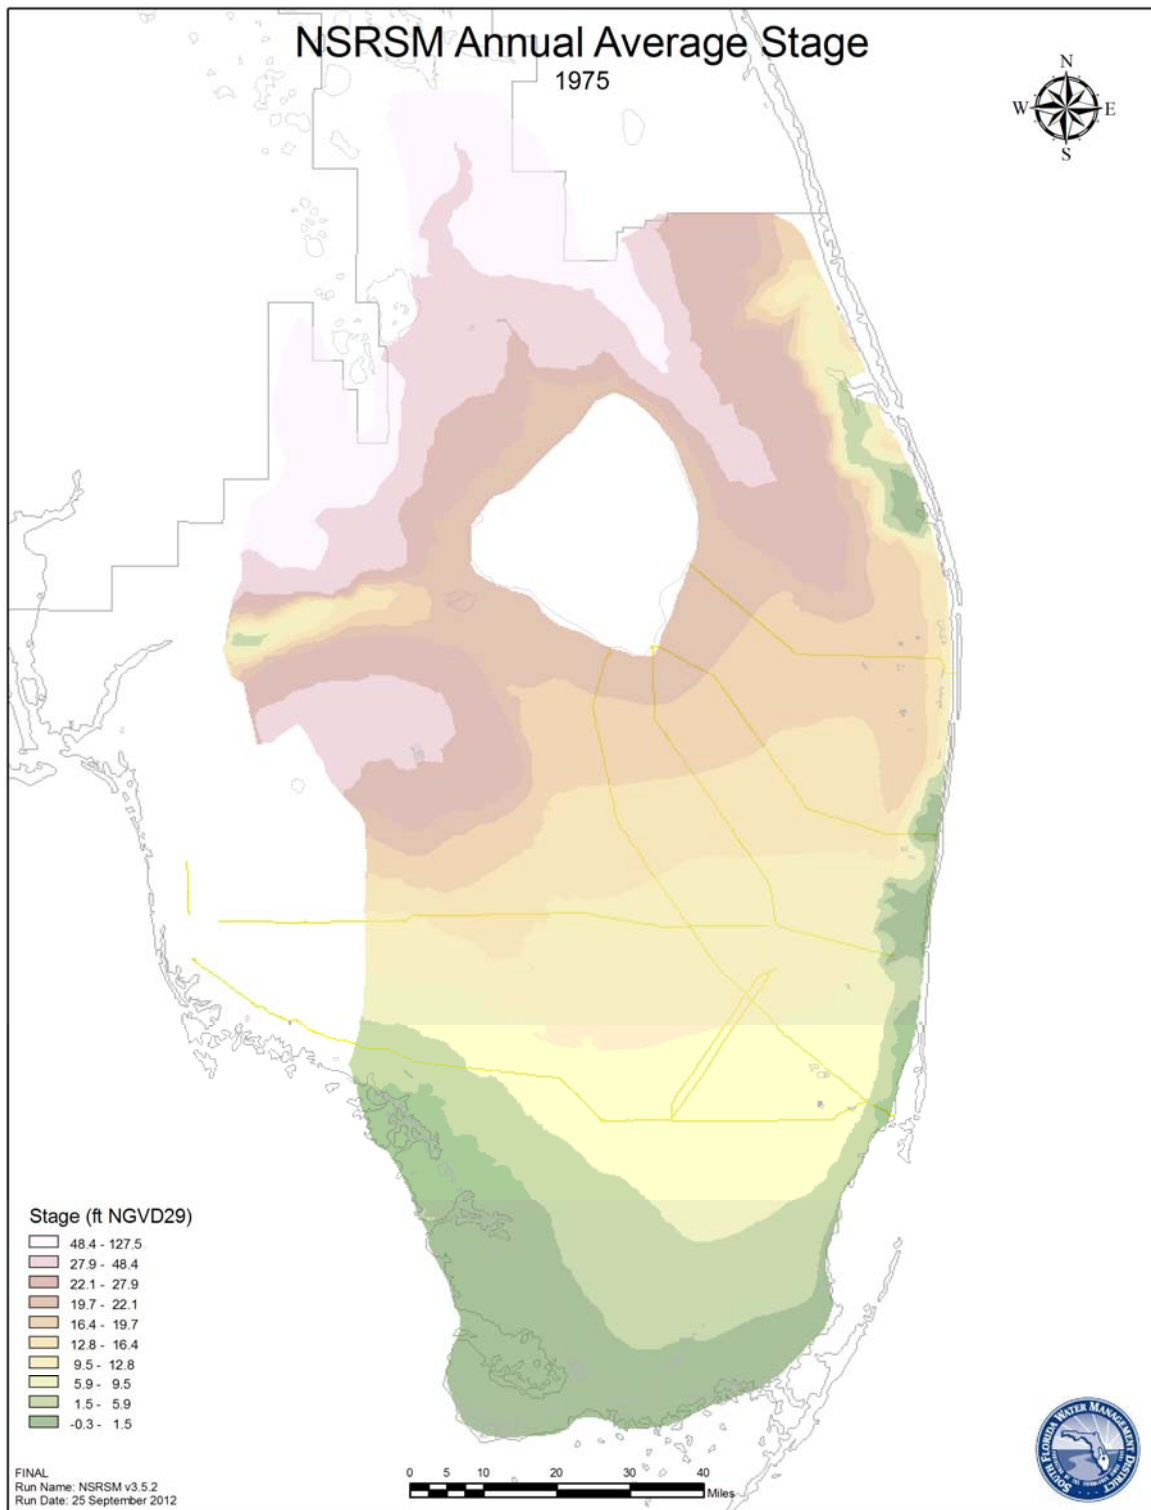 NSRSM Annual Average Stage
1975
N
W E
S
Stage (ft NGVD29)
48.4 - 127.5
27.9 - 48.4
22.1 - 27.9
19.7 - 22.1
16.4 - 19.7
12.8 - 16.4
9.5 - 12.8
5.9 - 9.5
1.5 - 5.9
-0.3 - 1.5
FINAL
Run Name: NSRSM v3.5.2
Run Date: 25 September 2012
0 5 10 20 30 40
Miles
SOUTH FLORIDA WATER MANAGEMENT DISTRICT